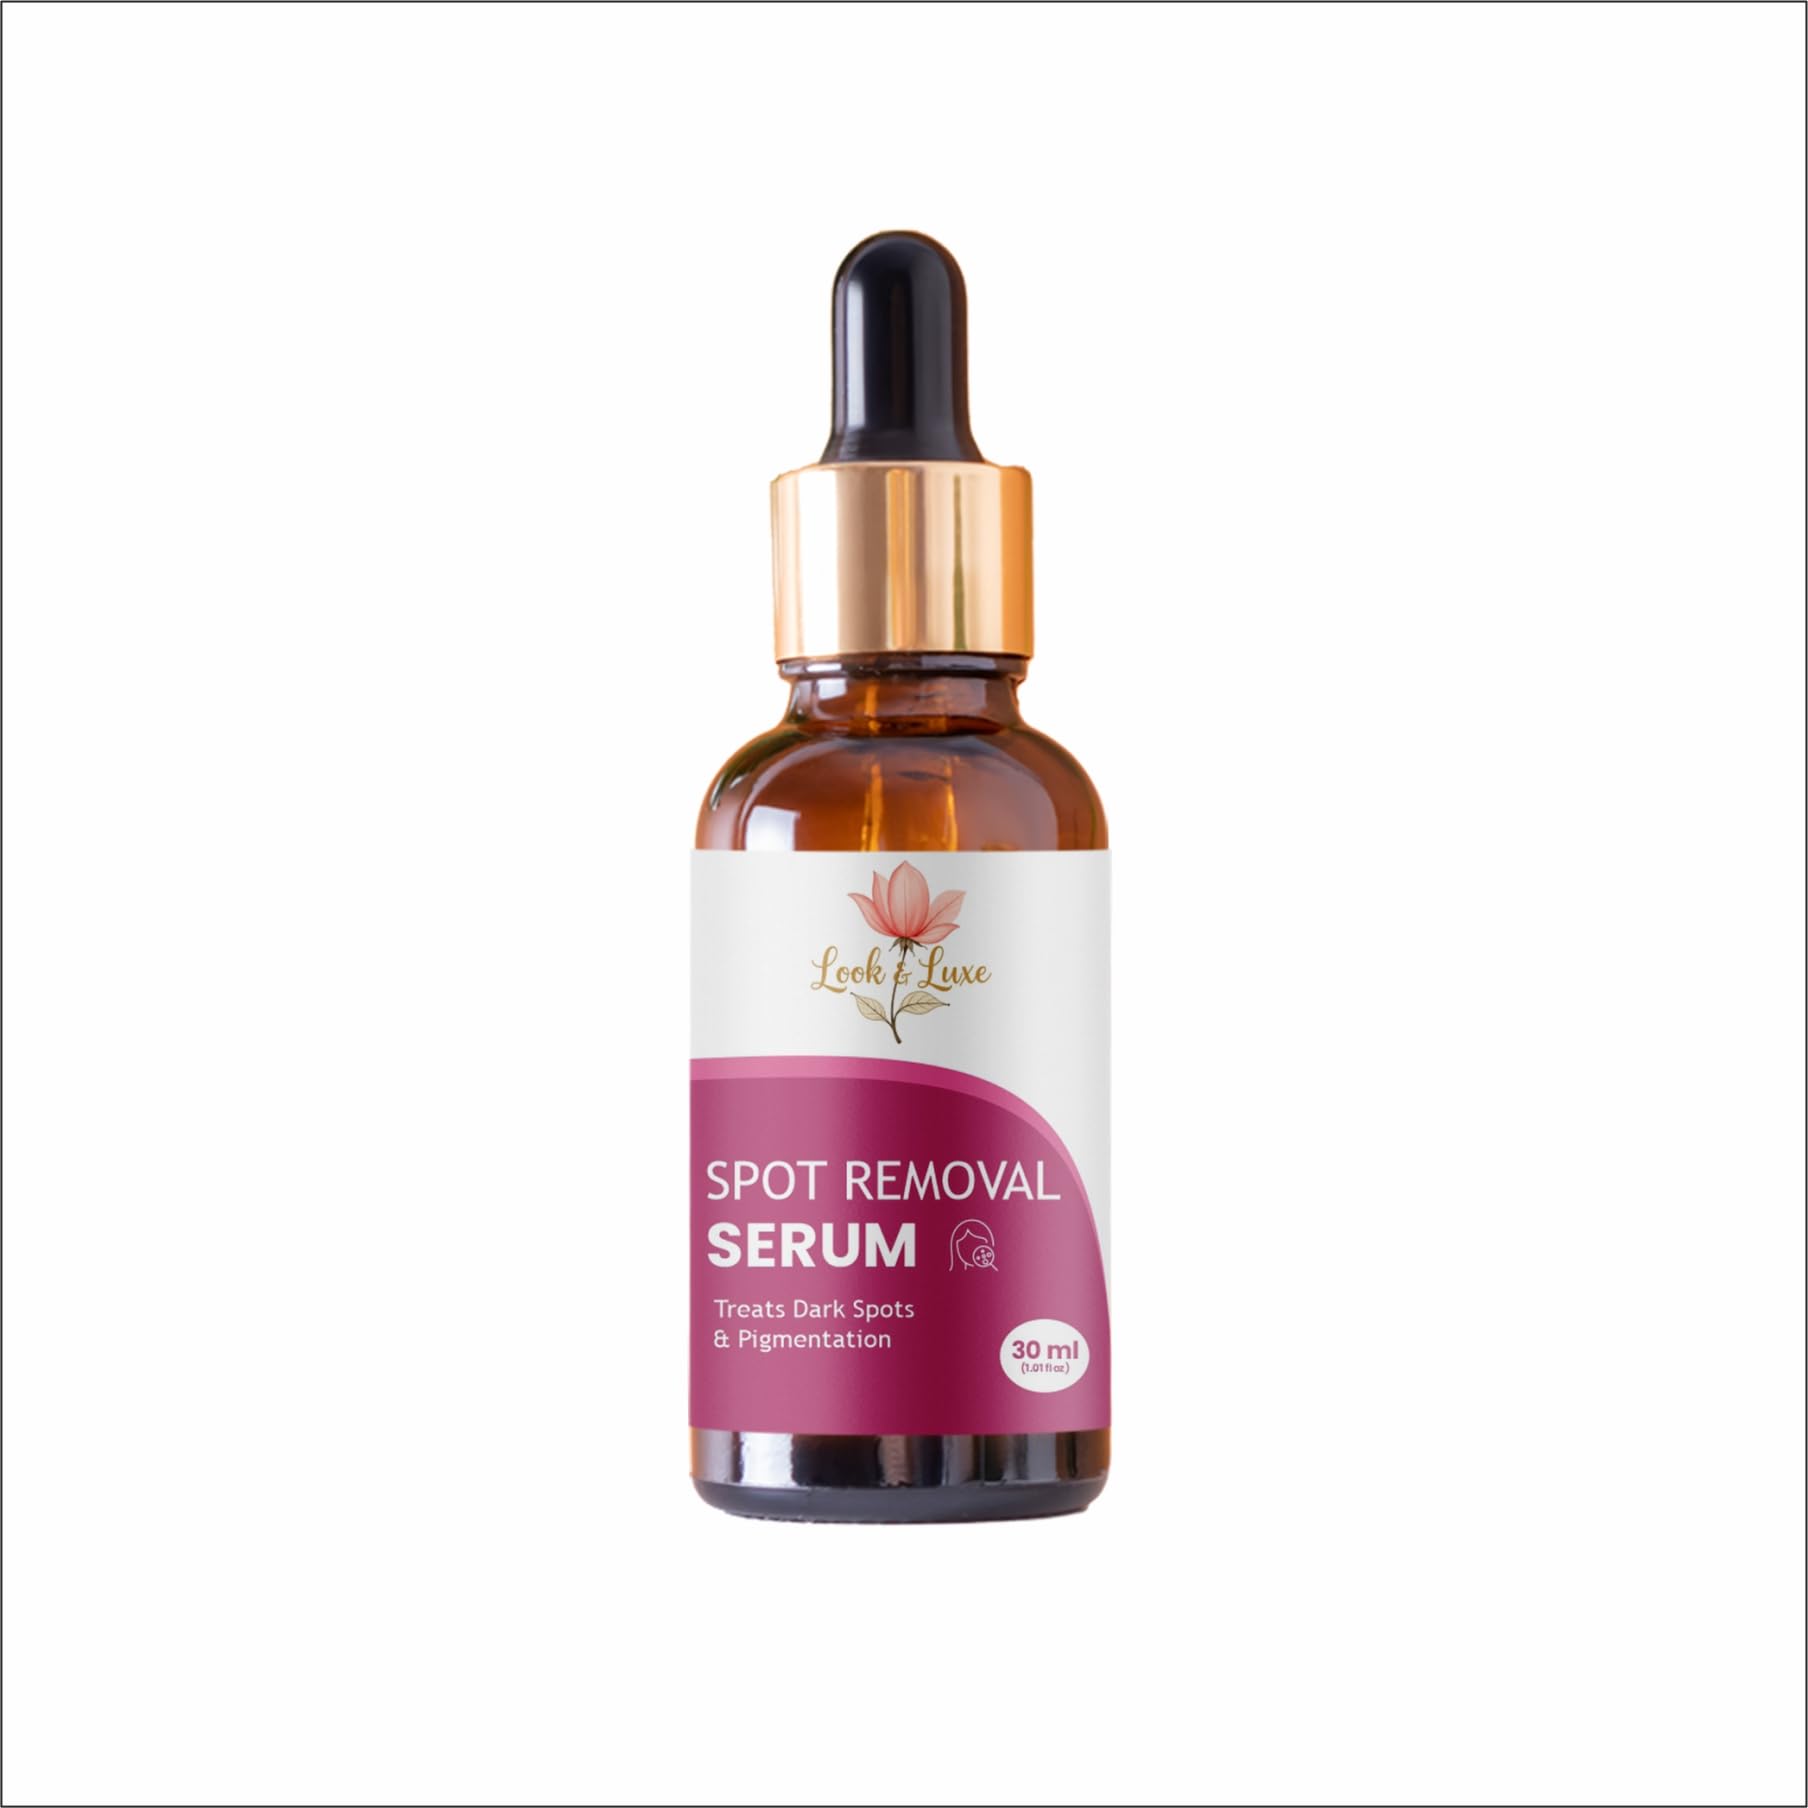 Look & Luxe
SPOT REMOVAL
SERUM
Treats Dark Spots
& Pigmentation
30 ml
(1.01 fl oz)